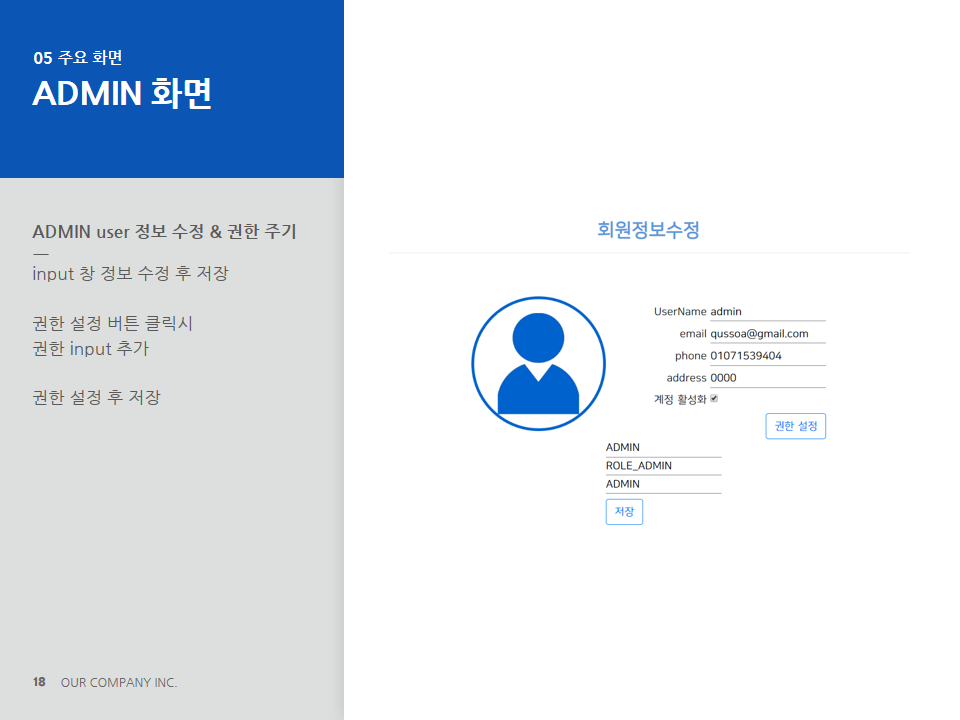 05 주요 화면
ADMIN 화면
ADMIN user 정보 수정 & 권한 주기
—
input 창 정보 수정 후 저장
권한 설정 버튼 클릭시
권한 input 추가
권한 설정 후 저장
18 OUR COMPANY INC.
회원정보수정
UserName admin
email qussoa@gmail.com
phone 01071539404
address 0000
계정 활성화
권한 설정
ADMIN
ROLE_ADMIN
ADMIN
저장